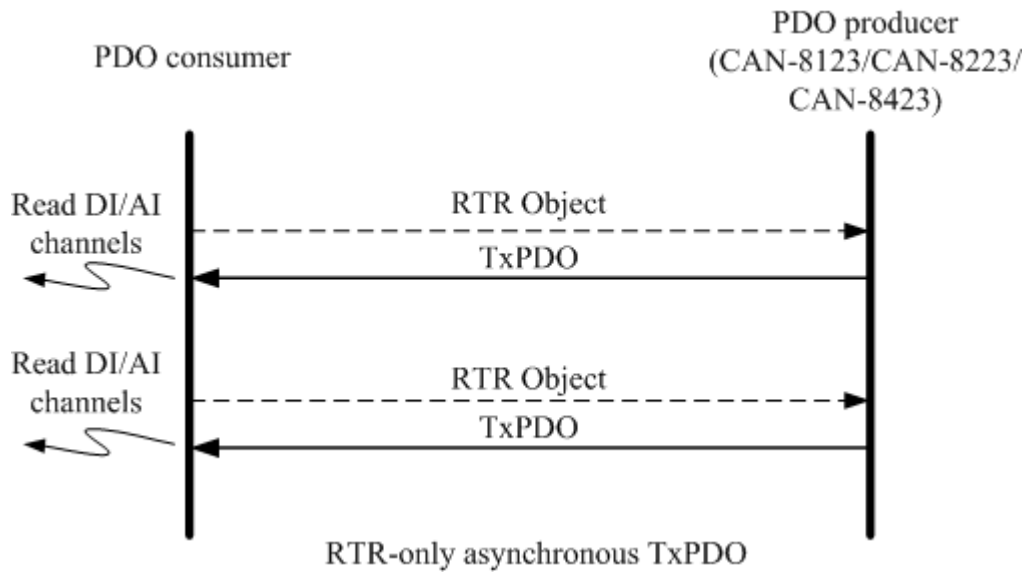 PDO consumer
PDO producer
(CAN-8123/CAN-8223/
CAN-8423)
Read DI/AI
channels
RTR Object
TxPDO
Read DI/AI
channels
RTR Object
TxPDO
RTR-only asynchronous TxPDO